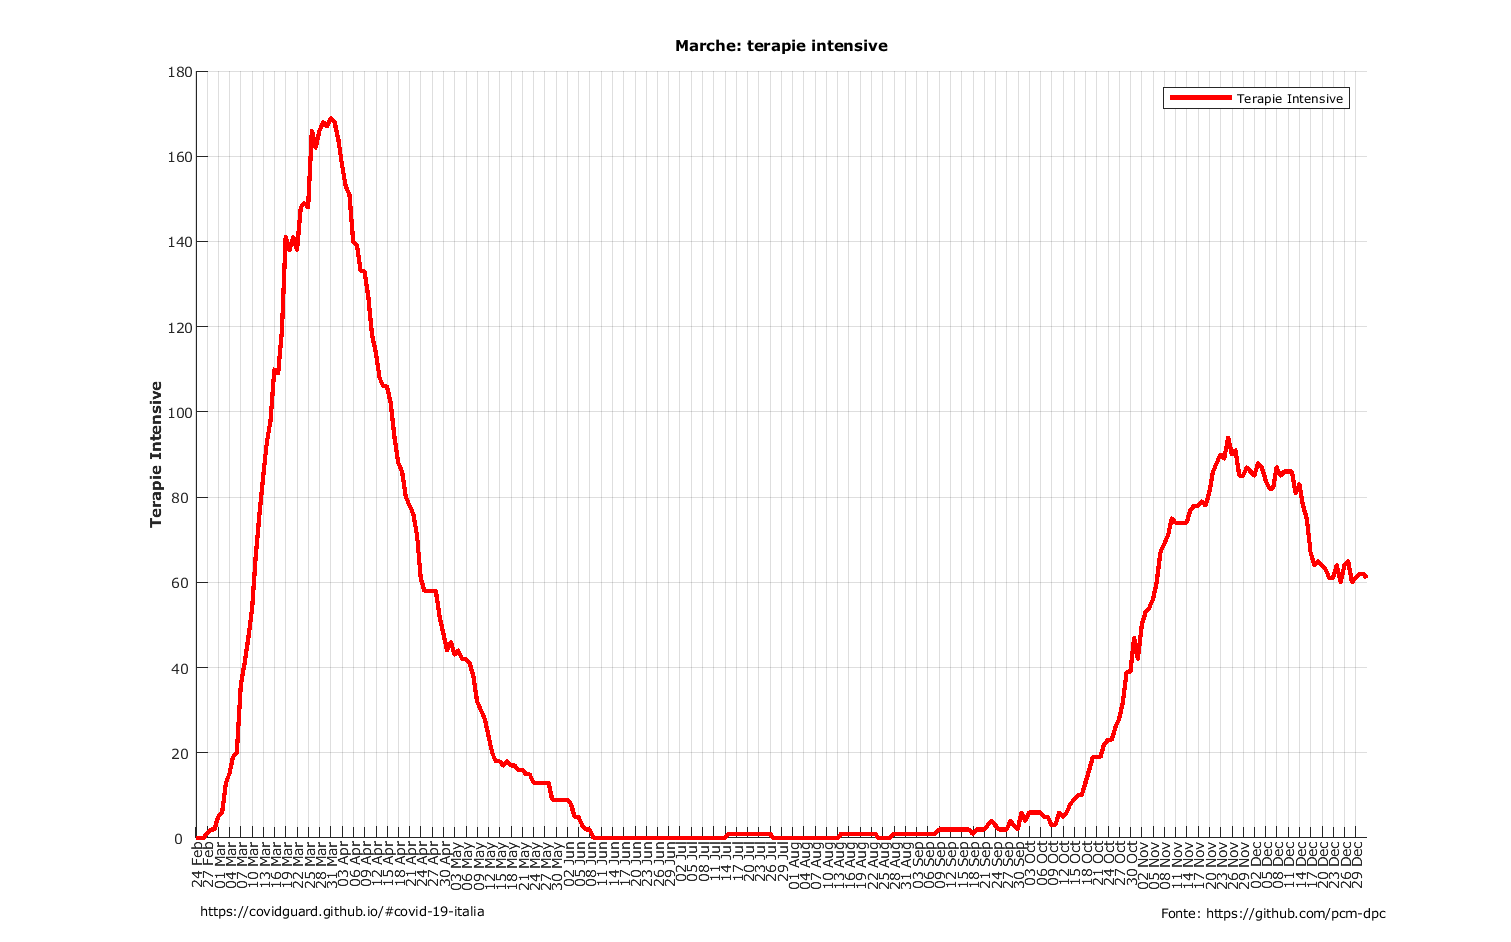 Marche: terapie intensive
Terapie Intensive
180
160
140
120
100
80
60
40
20
0
Terapie Intensive
24 Feb
27 Feb
01 Mar
04 Mar
07 Mar
10 Mar
13 Mar
16 Mar
19 Mar
22 Mar
25 Mar
28 Mar
31 Mar
03 Apr
06 Apr
09 Apr
12 Apr
15 Apr
18 Apr
21 Apr
24 Apr
27 Apr
30 Apr
03 May
06 May
09 May
12 May
15 May
18 May
21 May
24 May
27 May
30 May
02 Jun
05 Jun
08 Jun
11 Jun
14 Jun
17 Jun
20 Jun
23 Jun
26 Jun
29 Jun
02 Jul
05 Jul
08 Jul
11 Jul
14 Jul
17 Jul
20 Jul
23 Jul
26 Jul
29 Jul
01 Aug
04 Aug
07 Aug
10 Aug
13 Aug
16 Aug
19 Aug
22 Aug
25 Aug
28 Aug
31 Aug
03 Sep
06 Sep
09 Sep
12 Sep
15 Sep
18 Sep
21 Sep
24 Sep
27 Sep
30 Sep
03 Oct
06 Oct
09 Oct
12 Oct
15 Oct
18 Oct
21 Oct
24 Oct
27 Oct
30 Oct
02 Nov
05 Nov
08 Nov
11 Nov
14 Nov
17 Nov
20 Nov
23 Nov
26 Nov
29 Nov
02 Dec
05 Dec
08 Dec
11 Dec
14 Dec
17 Dec
20 Dec
23 Dec
26 Dec
29 Dec
https://covidguard.github.io/#covid-19-italia
Fonte: https://github.com/pcm-dpc